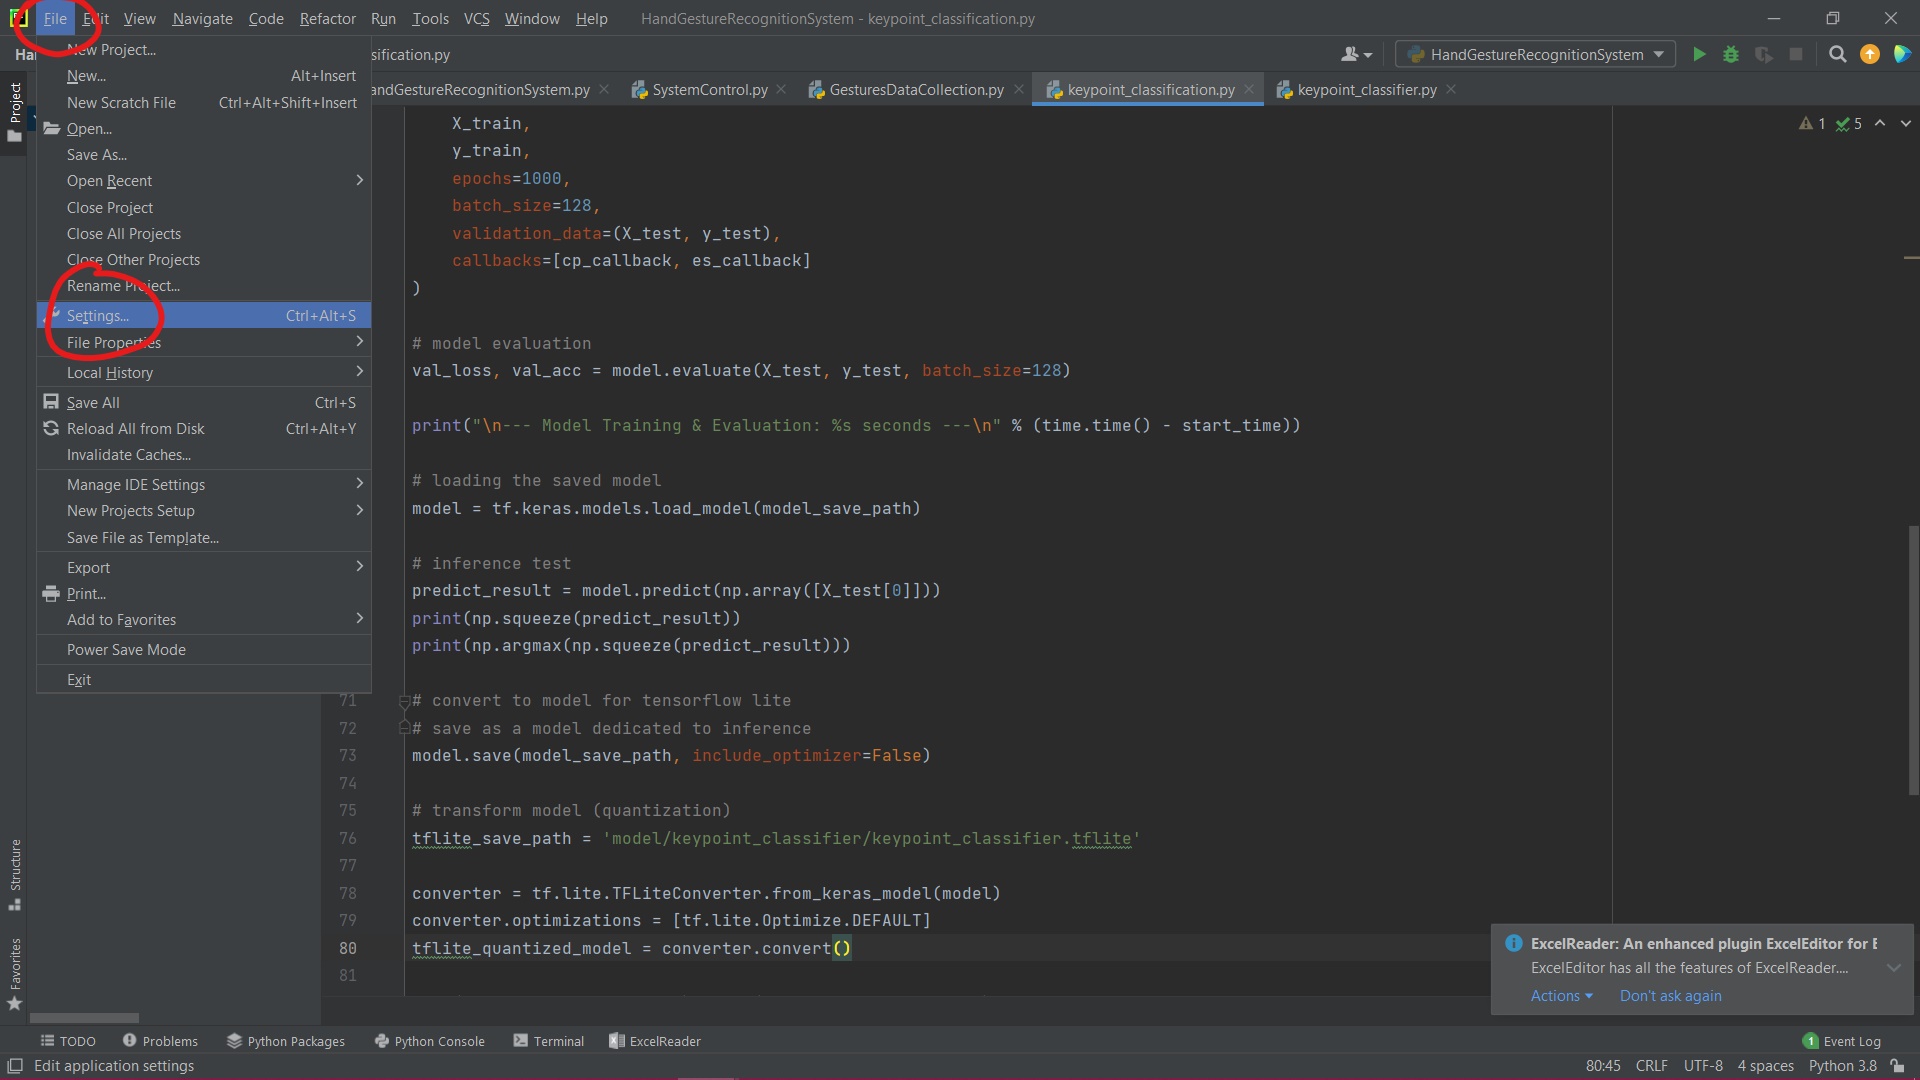 File Edit View Navigate Code Refactor Run Tools VCS Window Help HandGestureRecognitionSystem - keypoint_classification.py
Ha sification.py HandGestureRecognitionSystem
andGestureRecognitionSystem.py SystemControl.py GesturesDataCollection.py keypoint_classification.py keypoint_classifier.py
Project
Structure
Favorites
New Project...
New... Alt+Insert
New Scratch File Ctrl+Alt+Shift+Insert
Open...
Save As...
Open Recent
Close Project
Close All Projects
Close Other Projects
Rename Project...
Settings... Ctrl+Alt+S
File Properties
Local History
Save All Ctrl+S
Reload All from Disk Ctrl+Alt+Y
Invalidate Caches...
Manage IDE Settings
New Projects Setup
Save File as Template...
Export
Print...
Add to Favorites
Power Save Mode
Exit
1 5
X_train,
y_train,
epochs=1000,
batch_size=128,
validation_data=(X_test, y_test),
callbacks=[cp_callback, es_callback]
)
# model evaluation
val_loss, val_acc = model.evaluate(X_test, y_test, batch_size=128)
print("\n--- Model Training & Evaluation: %s seconds ---\n" % (time.time() - start_time))
# loading the saved model
model = tf.keras.models.load_model(model_save_path)
# inference test
predict_result = model.predict(np.array([X_test[0]]))
print(np.squeeze(predict_result))
print(np.argmax(np.squeeze(predict_result)))
71 # convert to model for tensorflow lite
72 # save as a model dedicated to inference
73 model.save(model_save_path, include_optimizer=False)
74
75 # transform model (quantization)
76 tflite_save_path = 'model/keypoint_classifier/keypoint_classifier.tflite'
77
78 converter = tf.lite.TFLiteConverter.from_keras_model(model)
79 converter.optimizations = [tf.lite.Optimize.DEFAULT]
80 tflite_quantized_model = converter.convert()
81
ExcelReader: An enhanced plugin ExcelEditor for E
ExcelEditor has all the features of ExcelReader....
Actions Don't ask again
TODO Problems Python Packages Python Console Terminal ExcelReader 1 Event Log
Edit application settings 80:45 CRLF UTF-8 4 spaces Python 3.8